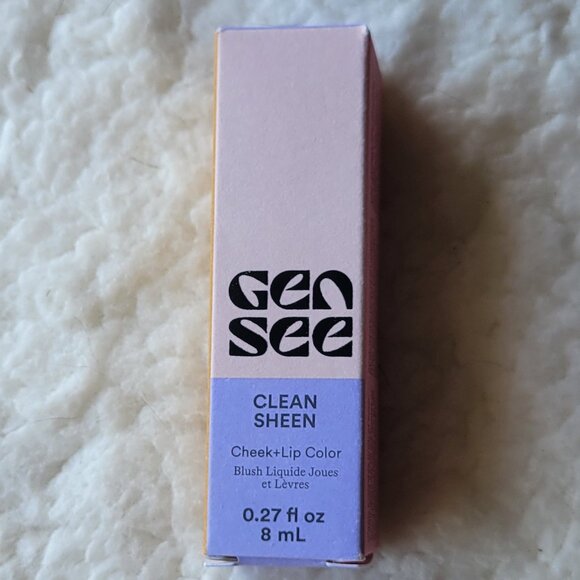 Gen
see
CLEAN
SHEEN
Cheek+Lip Color
Blush Liquide Joues
et Lèvres
0.27 fl oz
8 mL